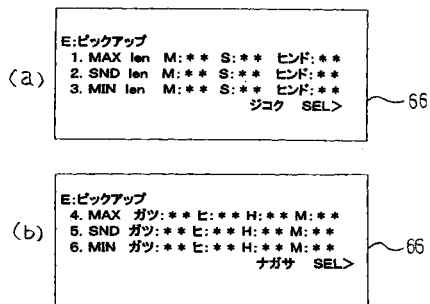 (a)
E:ピックアップ
1. MAX len M:** S:** ヒンド:**
2. SND len M:** S:** ヒンド:**
3. MIN len M:** S:** ヒンド:**
ジコク SEL>
66
(b)
E:ピックアップ
4. MAX ガツ:** ヒ:** H:** M:**
5. SND ガツ:** ヒ:** H:** M:**
6. MIN ガツ:** ヒ:** H:** M:**
ナガサ SEL>
66